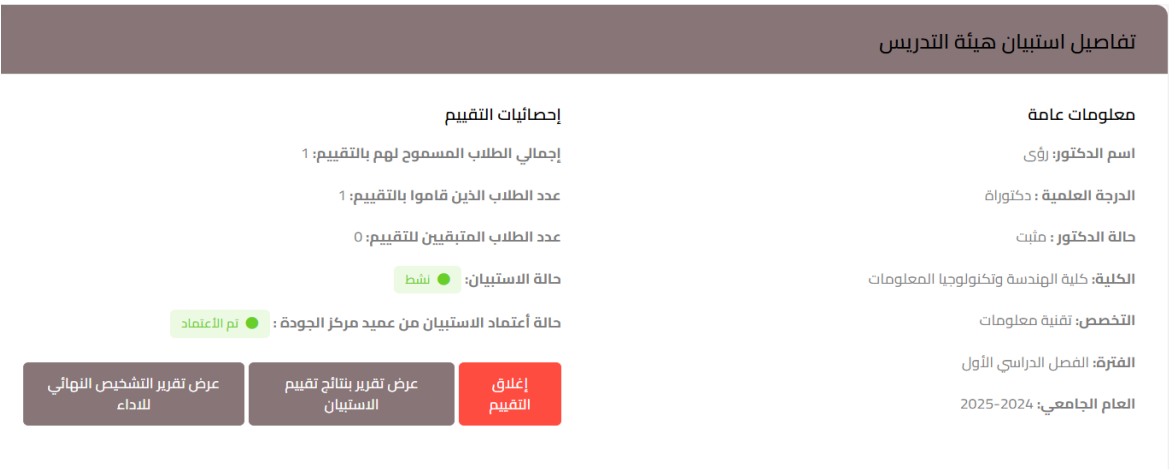 تفاصيل استبيان هيئة التدريس
معلومات عامة
اسم الدكتور: رؤى
الدرجة العلمية : دكتوراة
حالة الدكتور : مثبت
الكلية: كلية الهندسة وتكنولوجيا المعلومات
التخصص: تقنية معلومات
الفترة: الفصل الدراسي الأول
العام الجامعي: 2024-2025
إحصائيات التقييم
إجمالي الطلاب المسموح لهم بالتقييم: 1
عدد الطلاب الذين قاموا بالتقييم: 1
عدد الطلاب المتبقيين للتقييم: 0
حالة الاستبيان: نشط
حالة أعتماد الاستبيان من عميد مركز الجودة : تم الأعتماد
إغلاق
التقييم
عرض تقرير بنتائج تقييم
الاستبيان
عرض تقرير التشخيص النهائي
للاداء